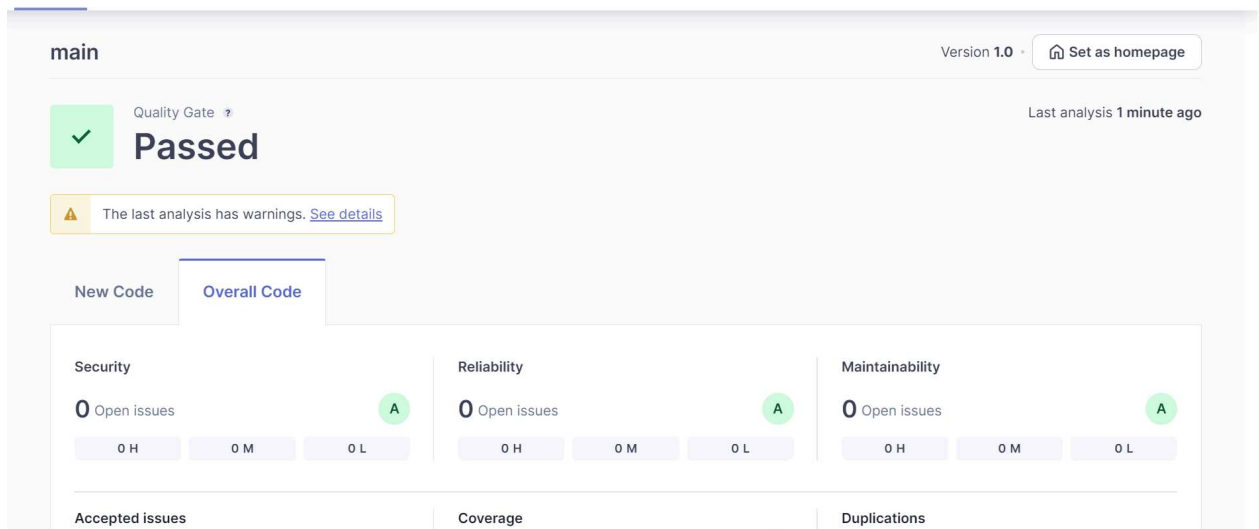 main
Version 1.0 • Set as homepage
Quality Gate ?
Passed
Last analysis 1 minute ago
The last analysis has warnings. See details
New Code
Overall Code
Security
0 Open issues
A
0 H
0 M
0 L
Reliability
0 Open issues
A
0 H
0 M
0 L
Maintainability
0 Open issues
A
0 H
0 M
0 L
Accepted issues
Coverage
Duplications